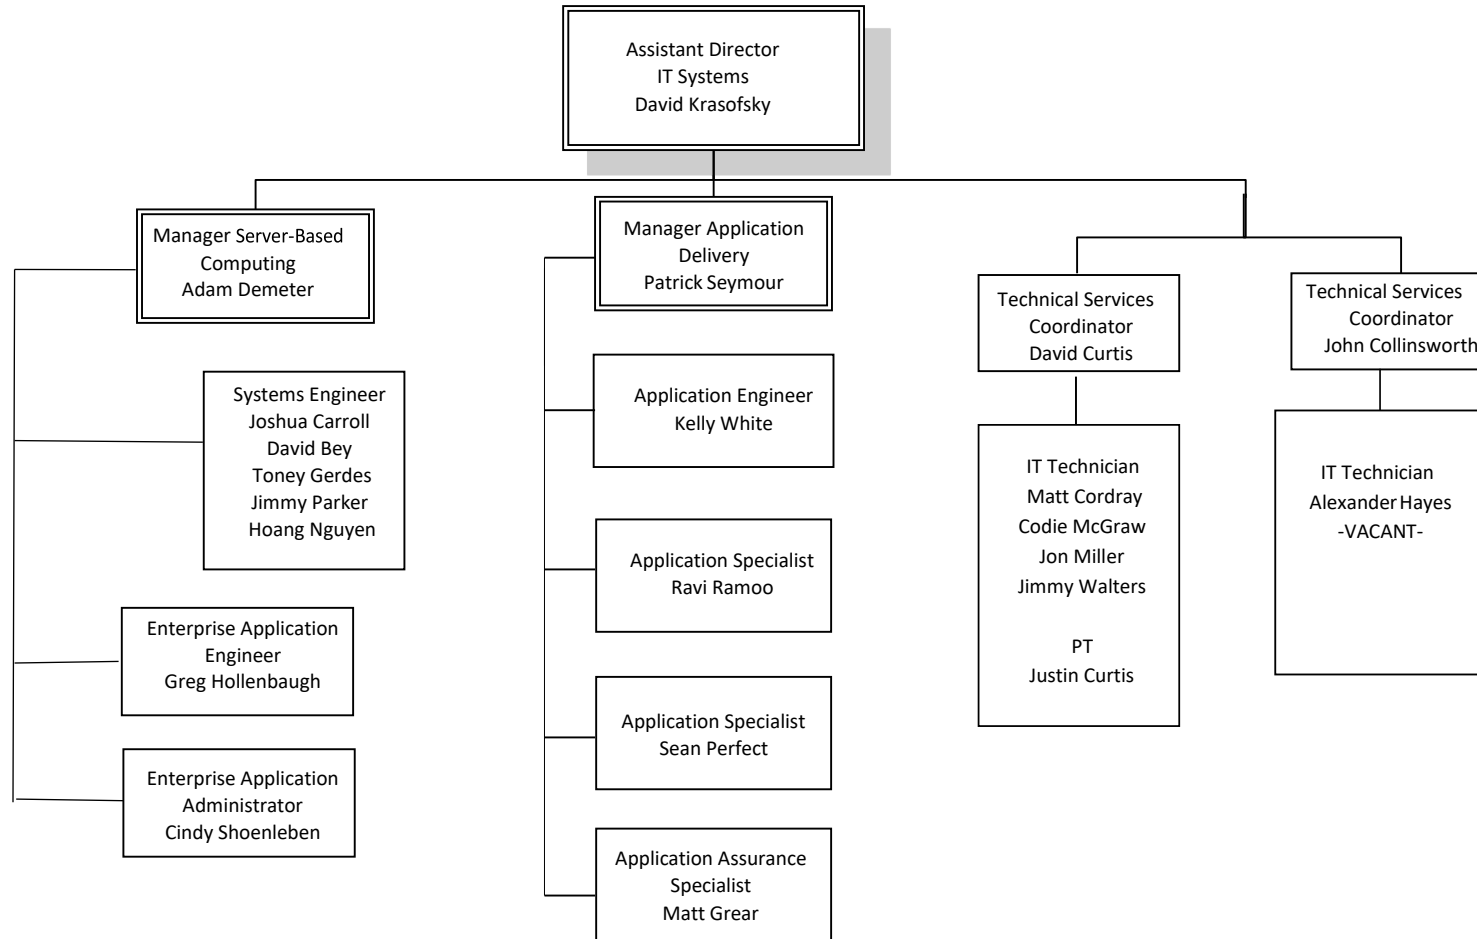 Assistant Director
IT Systems
David Krasofsky
Manager Server-Based
Computing
Adam Demeter
Systems Engineer
Joshua Carroll
David Bey
Toney Gerdes
Jimmy Parker
Hoang Nguyen
Enterprise Application
Engineer
Greg Hollenbaugh
Enterprise Application
Administrator
Cindy Shoenleben
Manager Application
Delivery
Patrick Seymour
Application Engineer
Kelly White
Application Specialist
Ravi Ramoo
Application Specialist
Sean Perfect
Application Assurance
Specialist
Matt Grear
Technical Services
Coordinator
David Curtis
IT Technician
Matt Cordray
Codie McGraw
Jon Miller
Jimmy Walters
PT
Justin Curtis
Technical Services
Coordinator
John Collinsworth
IT Technician
Alexander Hayes
-VACANT-